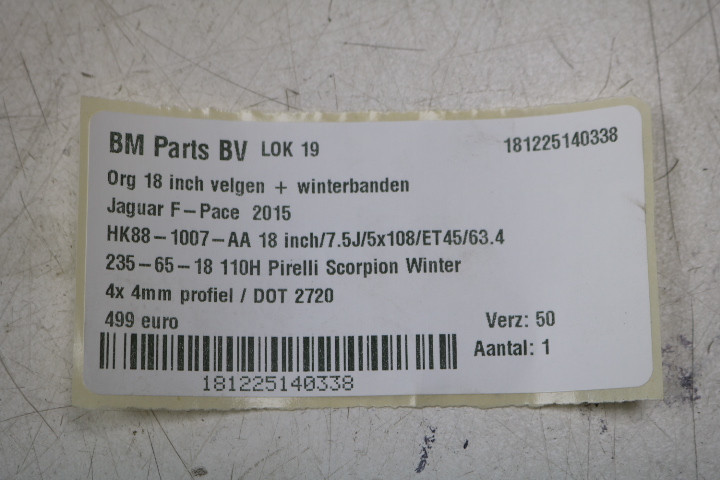 BM Parts BV LOK 19 181225140338
Org 18 inch velgen + winterbanden
Jaguar F-Pace 2015
HK88-1007-AA 18 inch/7.5J/5x108/ET45/63.4
235-65-18 110H Pirelli Scorpion Winter
4x 4mm profiel / DOT 2720
499 euro Verz: 50
Aantal: 1
181225140338